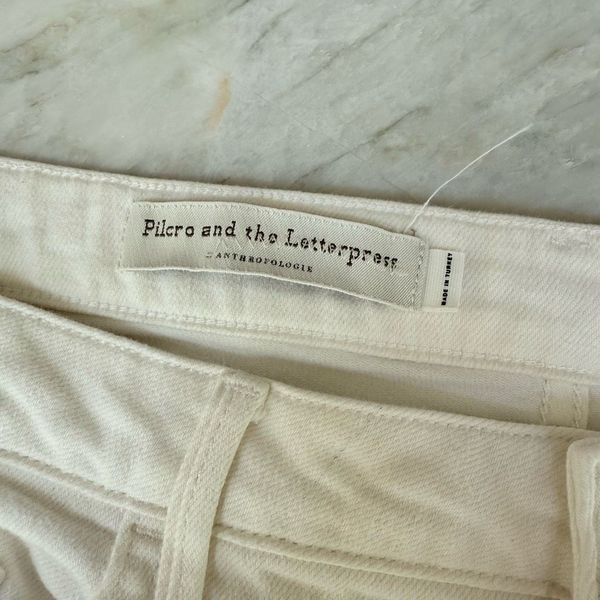 Pilcro and the Letterpress
ANTHROPOLOGIE
MADE IN TURKEY